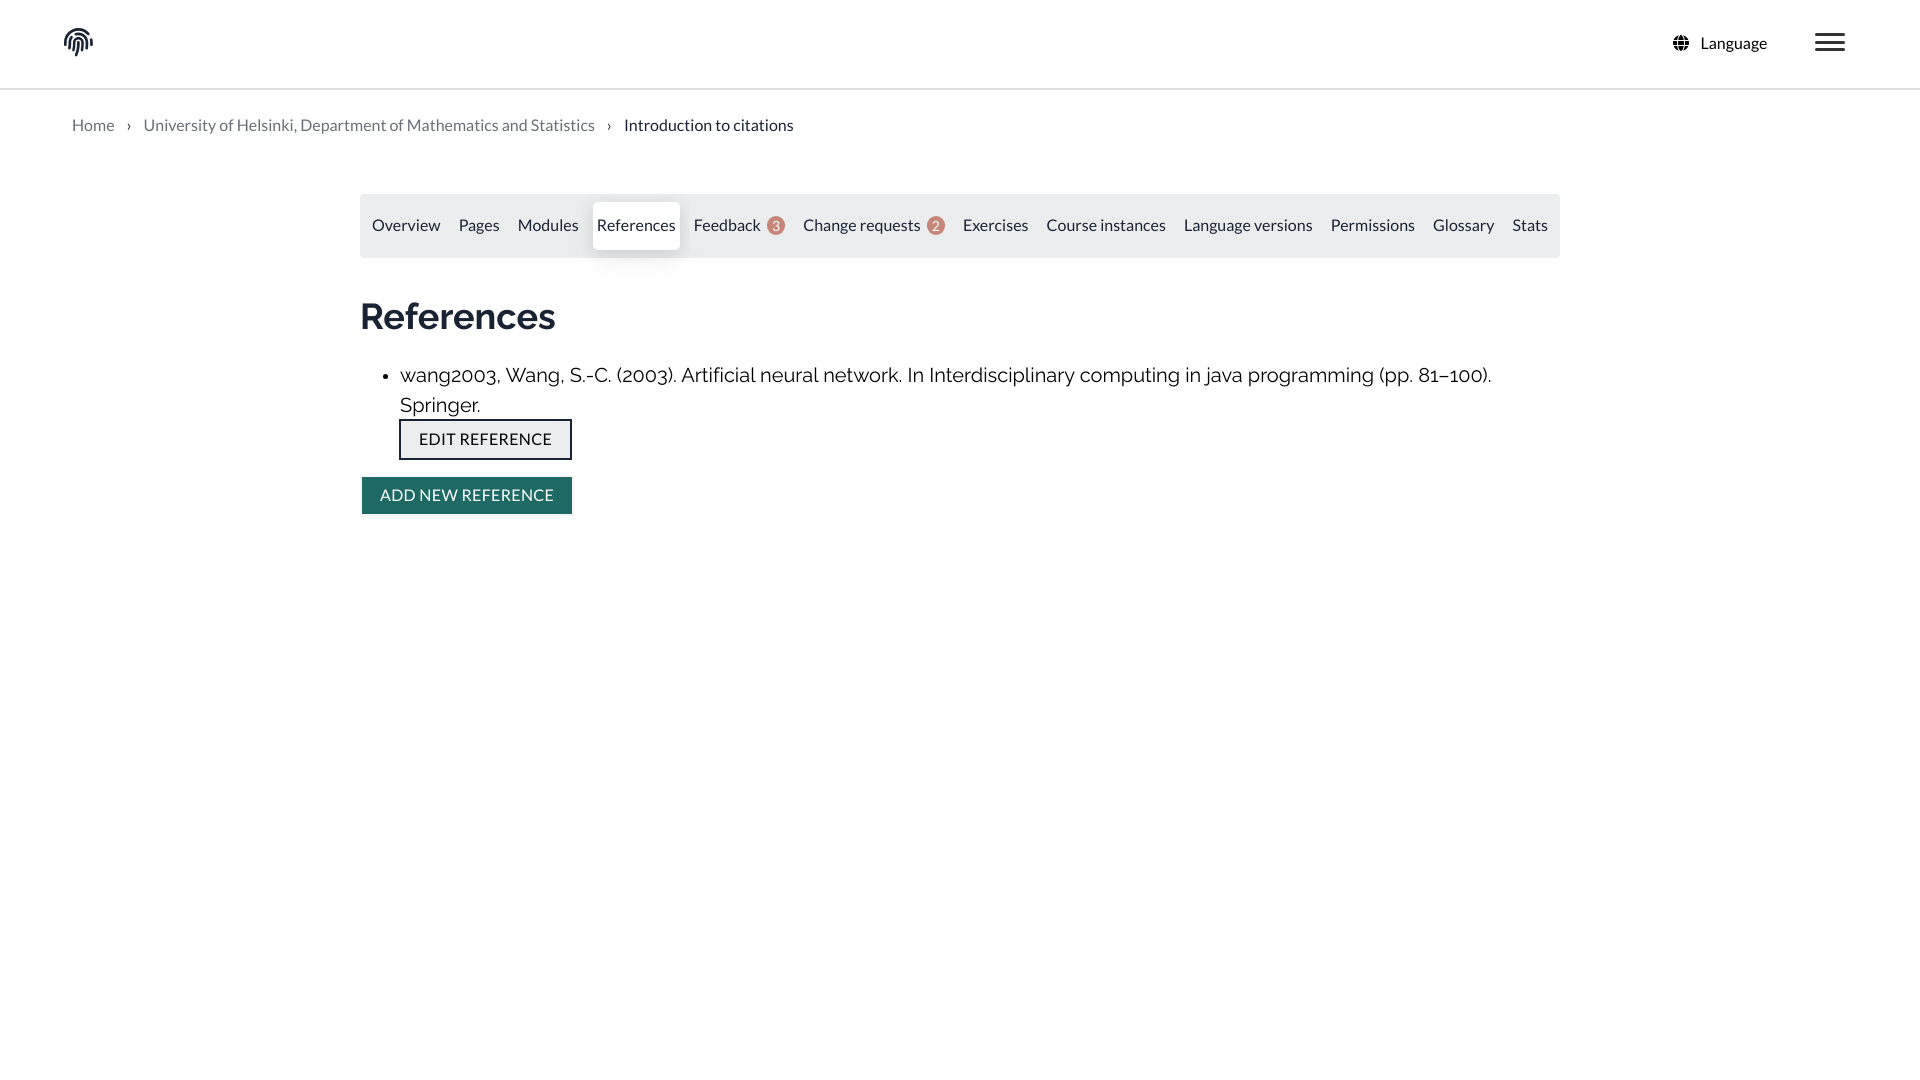 Language
Home › University of Helsinki, Department of Mathematics and Statistics › Introduction to citations
Overview Pages Modules References Feedback 3 Change requests 2 Exercises Course instances Language versions Permissions Glossary Stats
References
• wang2003, Wang, S.-C. (2003). Artificial neural network. In Interdisciplinary computing in java programming (pp. 81–100).
Springer.
EDIT REFERENCE
ADD NEW REFERENCE